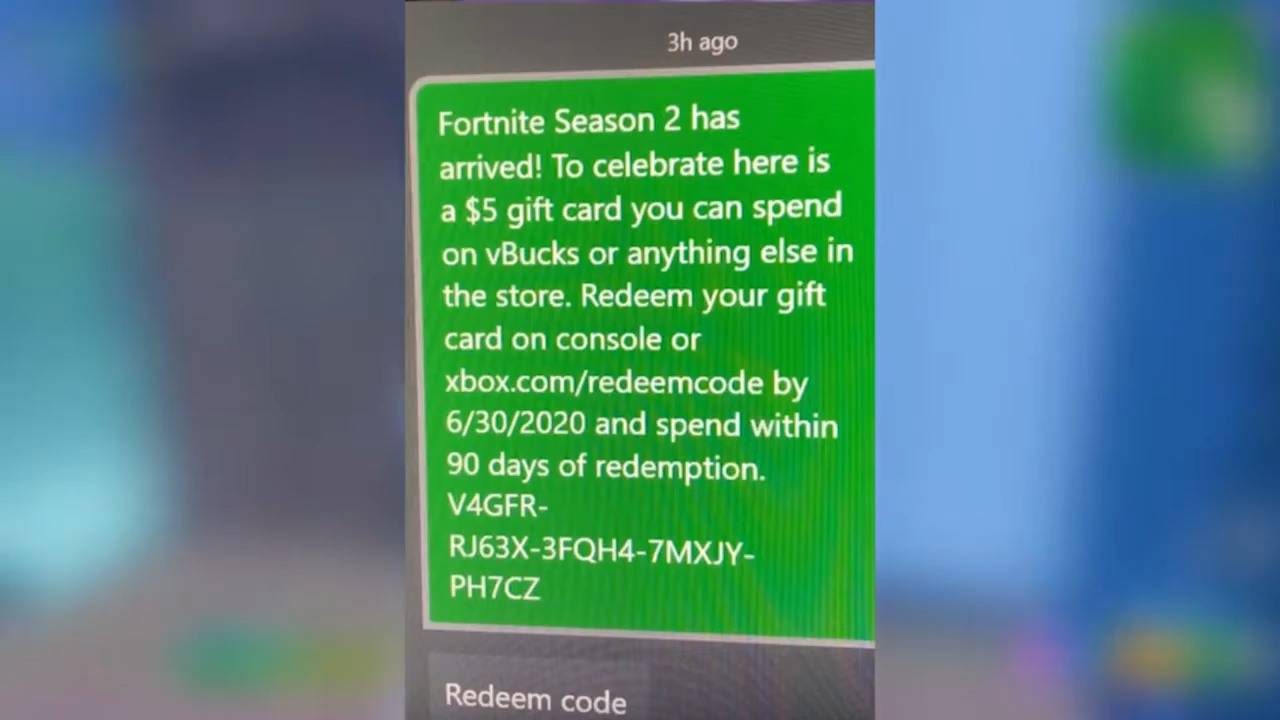 3h ago
Fortnite Season 2 has
arrived! To celebrate here is
a $5 gift card you can spend
on vBucks or anything else in
the store. Redeem your gift
card on console or
xbox.com/redeemcode by
6/30/2020 and spend within
90 days of redemption.
V4GFR-
RJ63X-3FQH4-7MXJY-
PH7CZ
Redeem code